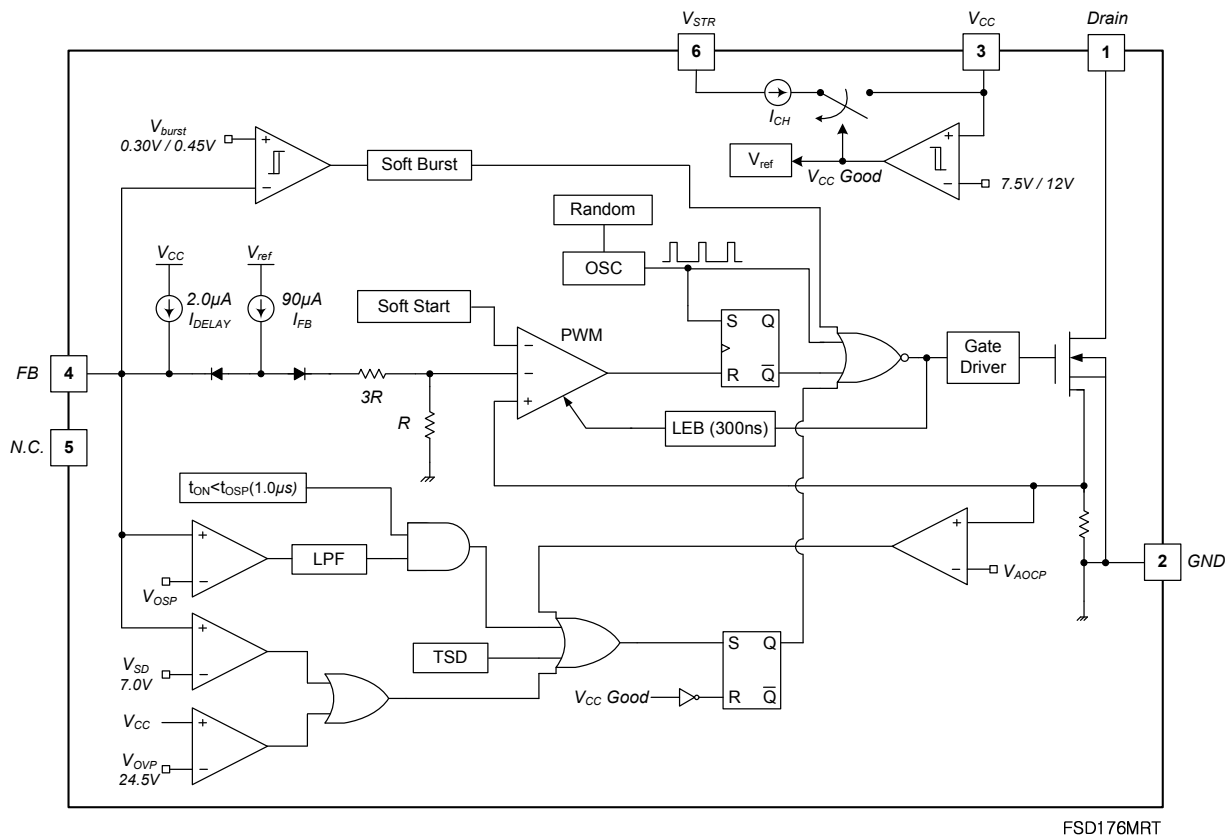 VSTR
VCC
Drain
6
3
1
ICH
Vburst
0.30V / 0.45V
+
−
Soft Burst
Vref
VCC Good
+
−
7.5V / 12V
Random
OSC
VCC
Vref
2.0µA
IDELAY
90µA
IFB
Soft Start
PWM
−
−
+
S Q
R Q̅
Gate
Driver
FB
4
3R
R
LEB (300ns)
N.C.
5
tON<tOSP(1.0µs)
+
−
VOSP
LPF
+
−
VAOCP
2
GND
+
−
VSD
7.0V
TSD
S Q
R Q̅
VCC Good
VCC
+
−
VOVP
24.5V
FSD176MRT